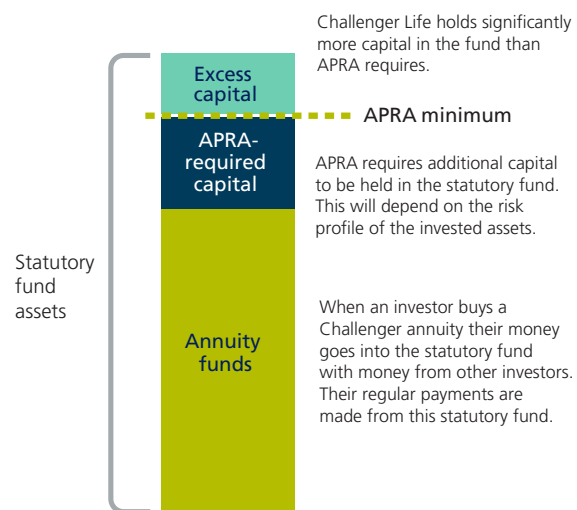 Challenger Life holds significantly
more capital in the fund than
APRA requires.
Excess
capital
APRA minimum
APRA-
required
capital
APRA requires additional capital
to be held in the statutory fund.
This will depend on the risk
profile of the invested assets.
Statutory
fund
assets
Annuity
funds
When an investor buys a
Challenger annuity their money
goes into the statutory fund
with money from other investors.
Their regular payments are
made from this statutory fund.